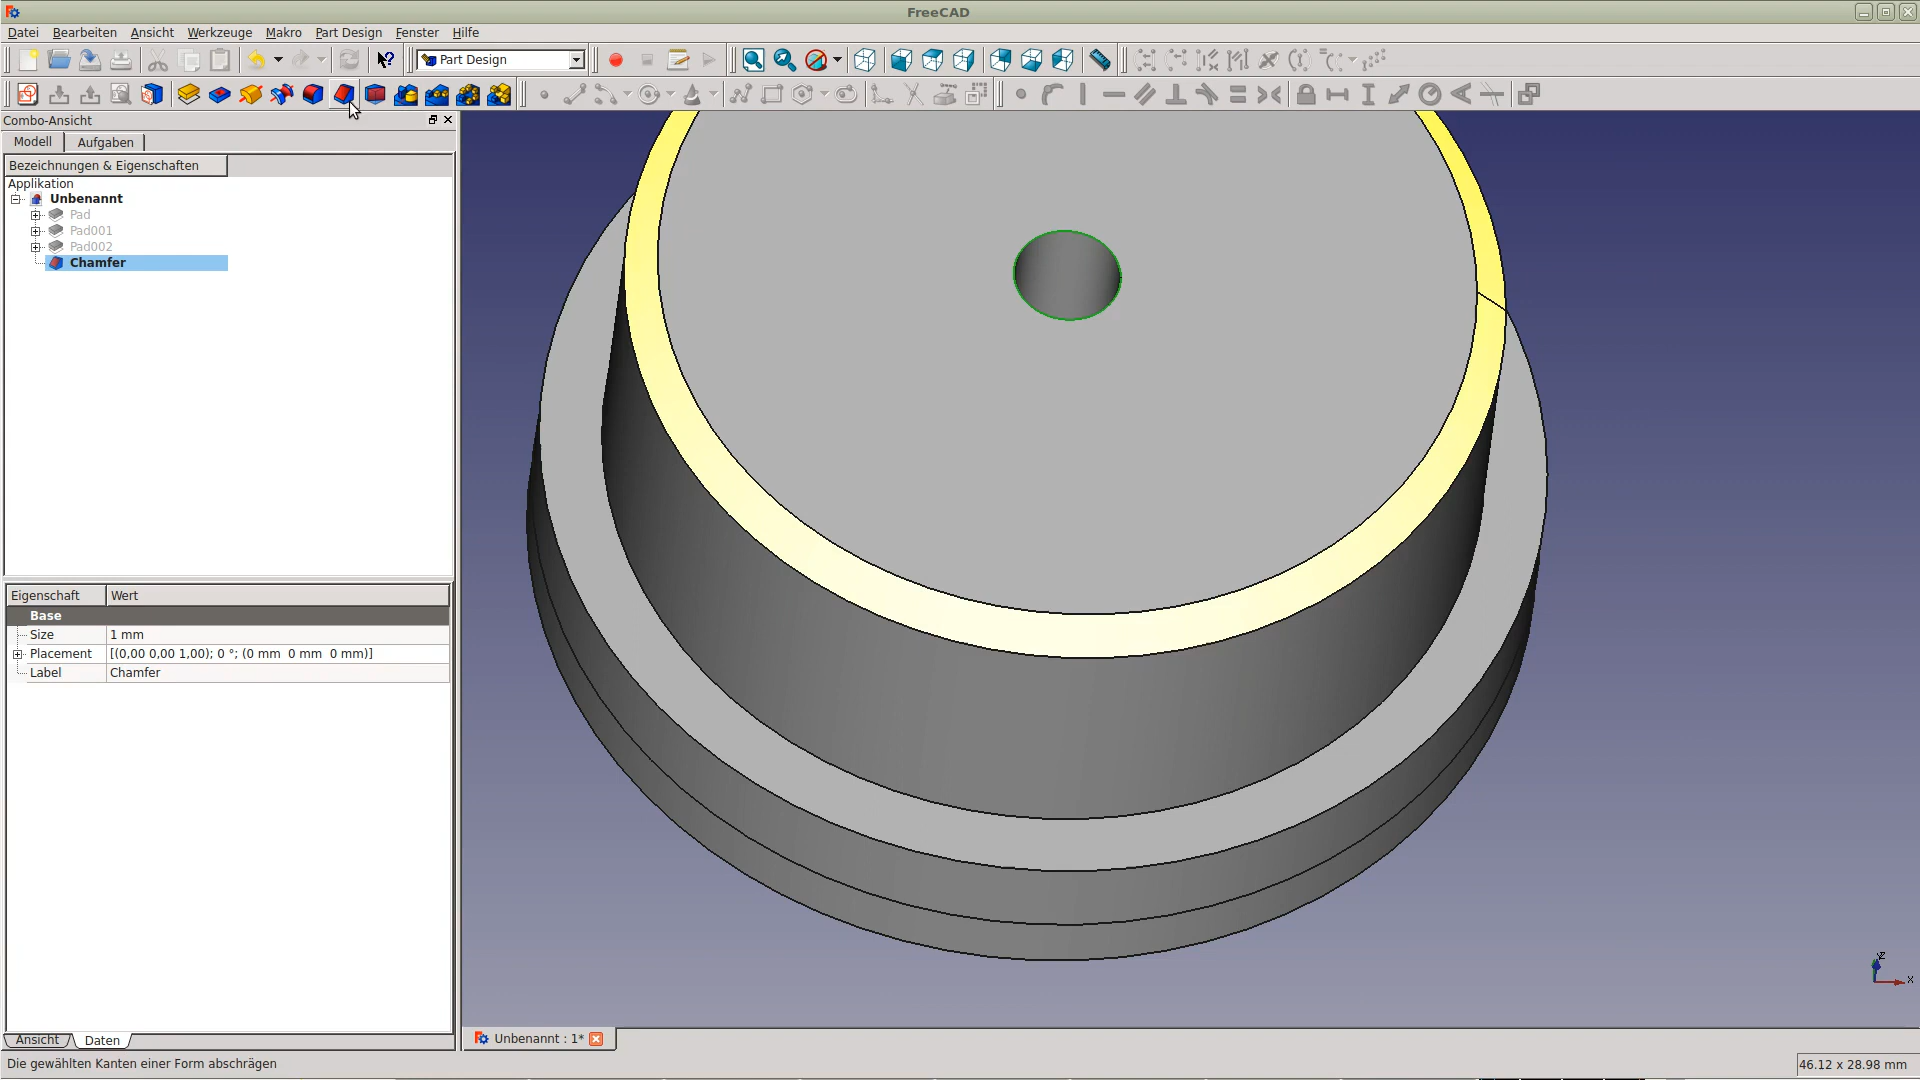 FreeCAD
Datei Bearbeiten Ansicht Werkzeuge Makro Part Design Fenster Hilfe
Part Design
Combo-Ansicht
Modell Aufgaben
Bezeichnungen & Eigenschaften
Applikation
Unbenannt
Pad
Pad001
Pad002
Chamfer
Eigenschaft Wert
Base
Size 1 mm
Placement [(0,00 0,00 1,00); 0 °; (0 mm 0 mm 0 mm)]
Label Chamfer
Z
X
Ansicht Daten
Unbenannt : 1*
Die gewählten Kanten einer Form abschrägen
46.12 x 28.98 mm